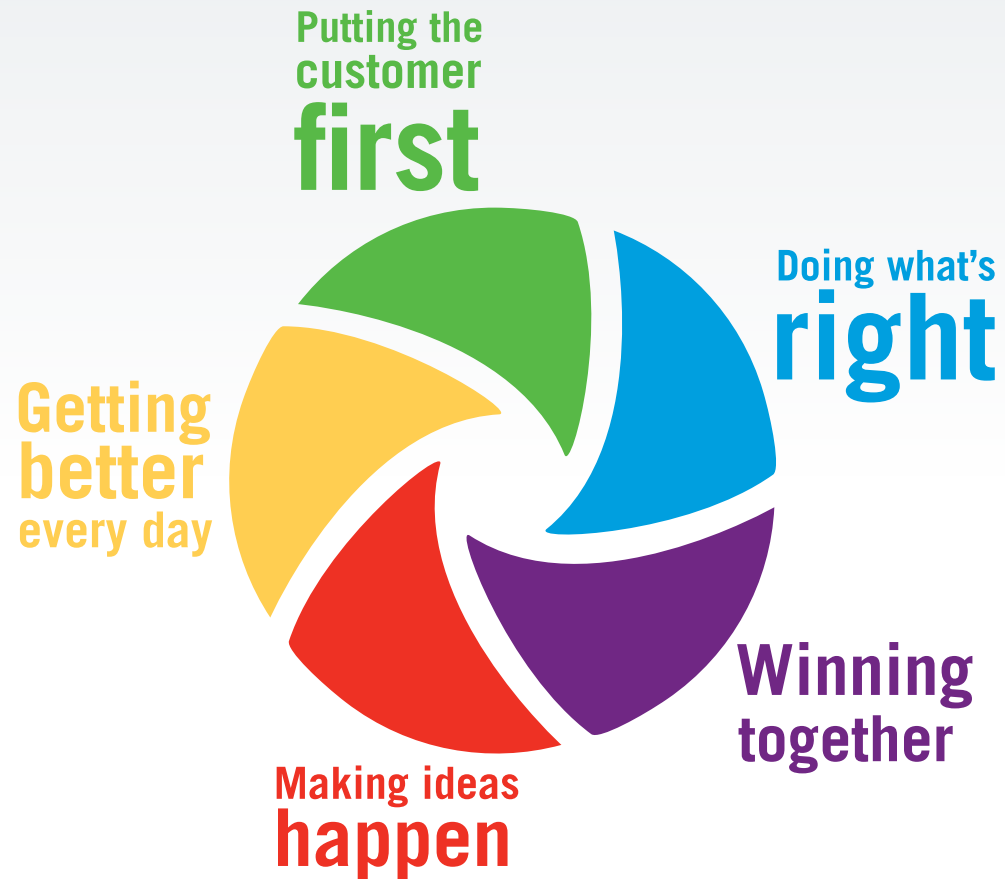 Putting the
customer
first
Doing what's
right
Winning
together
Making ideas
happen
Getting
better
every day